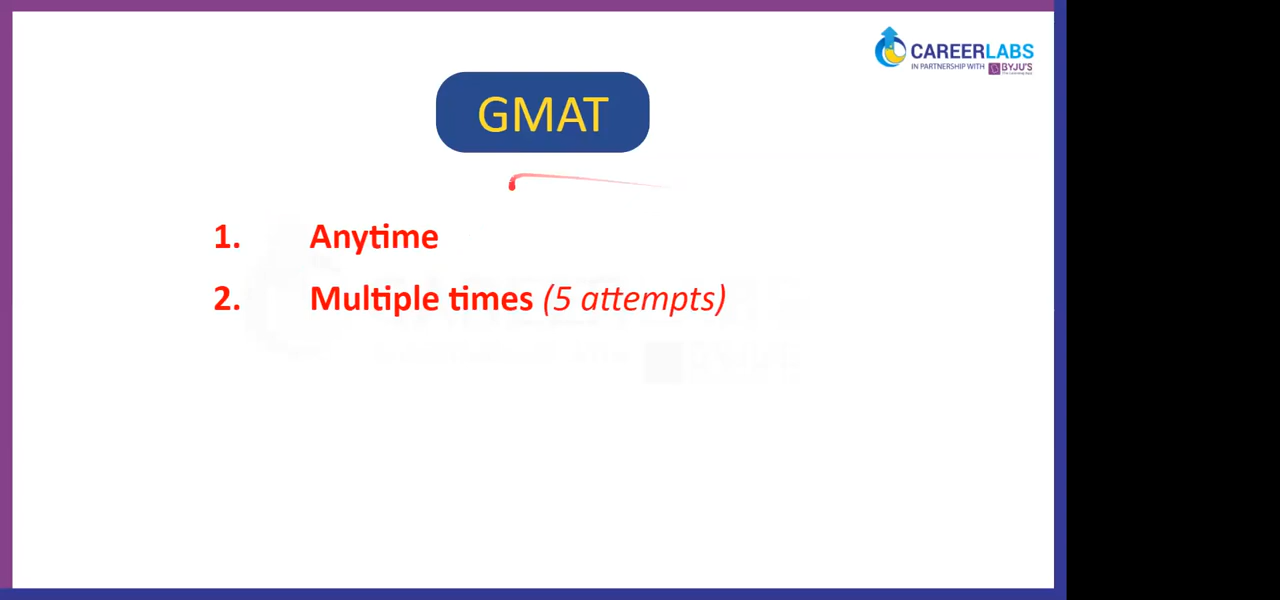 CAREERLABS
IN PARTNERSHIP WITH BYJU'S
GMAT
1. Anytime
2. Multiple times (5 attempts)